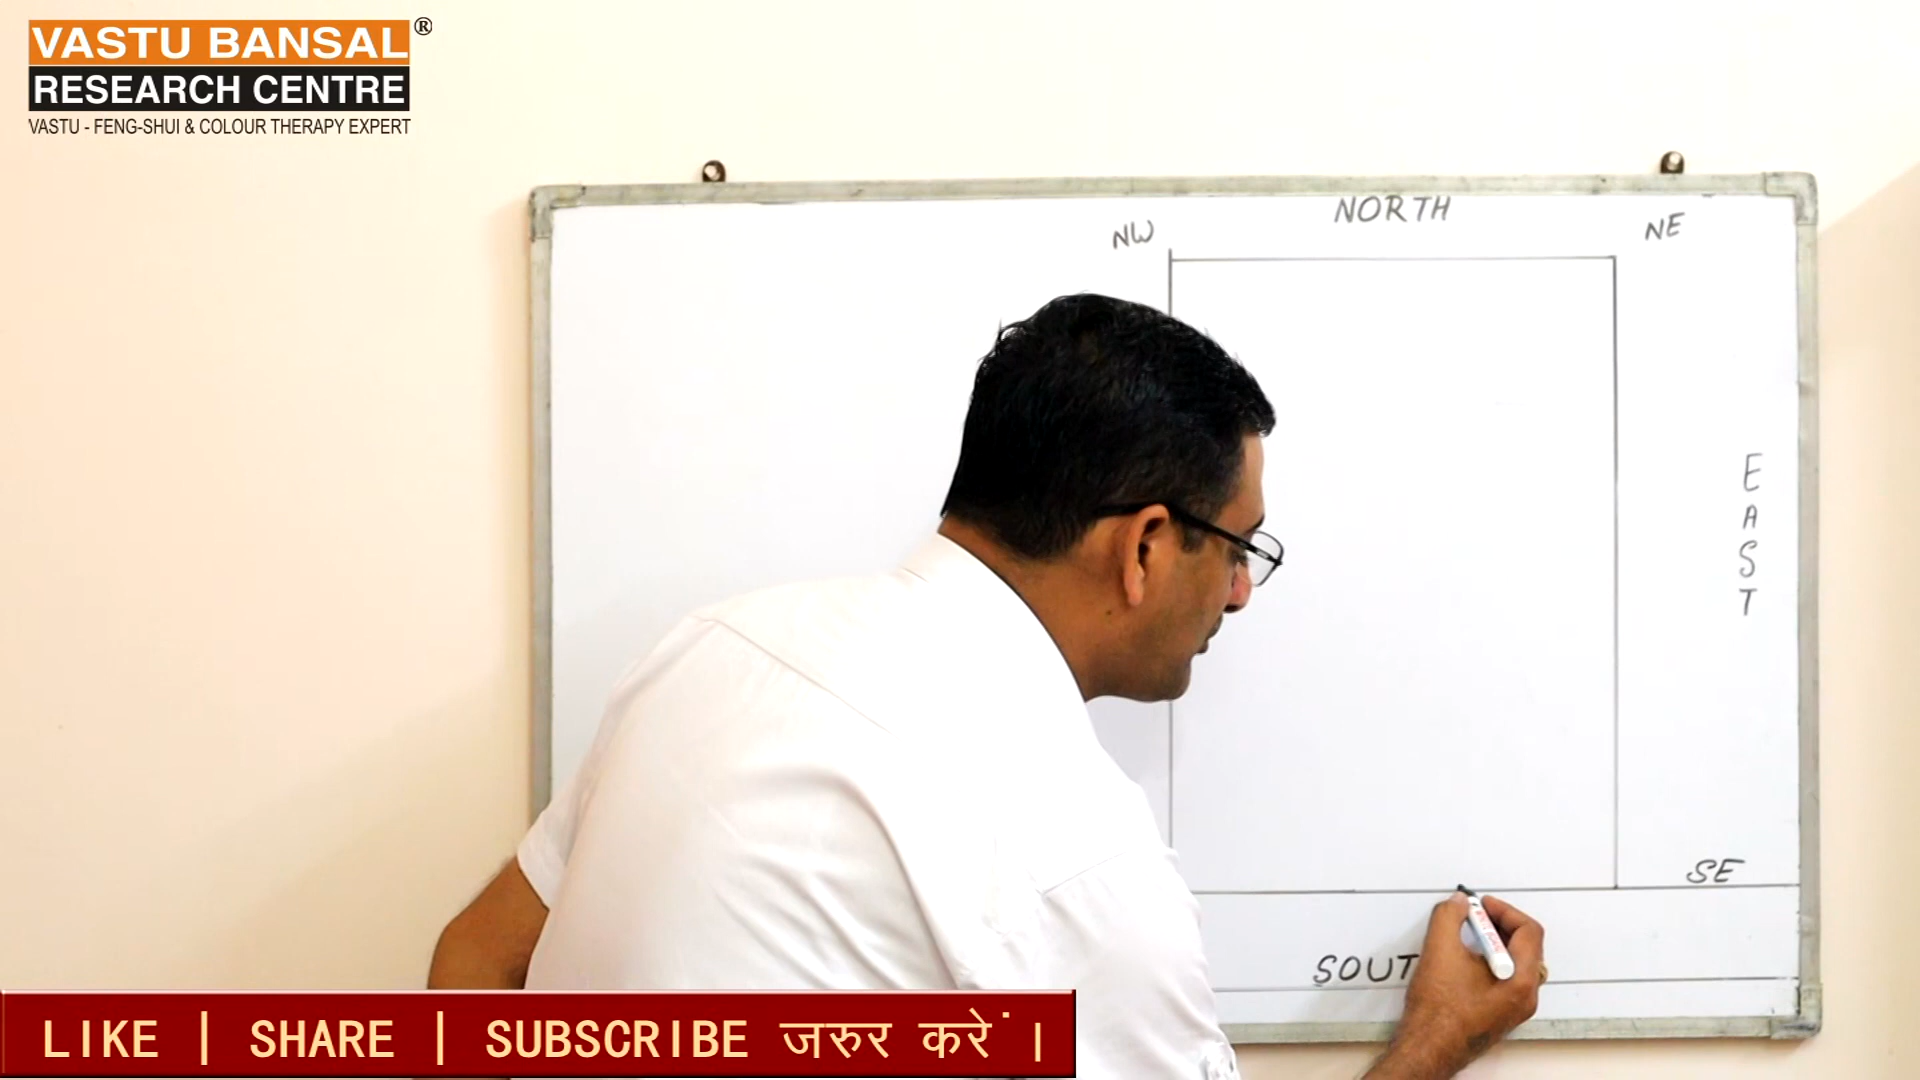 VASTU BANSAL®
RESEARCH CENTRE
VASTU - FENG-SHUI & COLOUR THERAPY EXPERT
NORTH
NW
NE
EAST
SE
SOUT
LIKE | SHARE | SUBSCRIBE जरुर करें ।